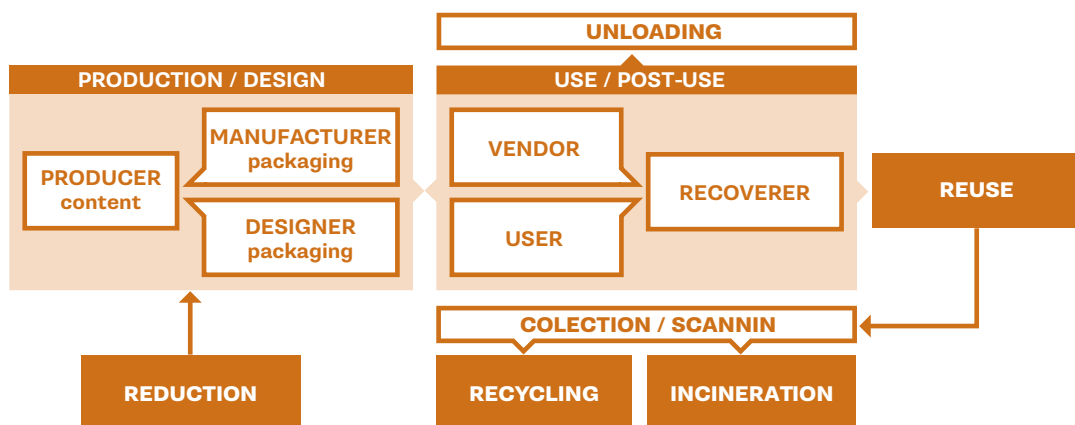 UNLOADING
PRODUCTION / DESIGN
USE / POST-USE
MANUFACTURER
packaging
PRODUCER
content
DESIGNER
packaging
VENDOR
USER
RECOVERER
REUSE
COLECTION / SCANNIN
REDUCTION
RECYCLING
INCINERATION